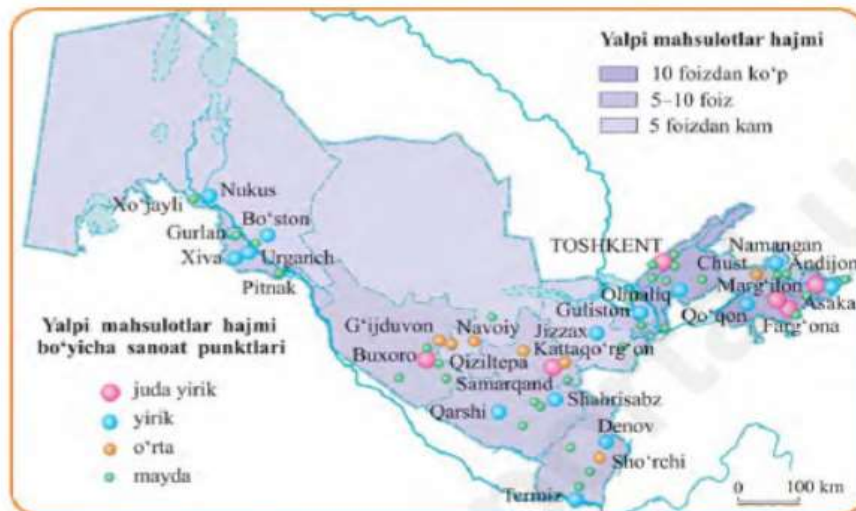 Yalpi mahsulotlar hajmi
10 foizdan ko‘p
5–10 foiz
5 foizdan kam
Nukus
Xo‘jayli
Bo‘ston
Gurlan
Xiva
Urganch
Pitnak
TOSHKENT
Namangan
Chust
Andijon
Marg‘ilon
Olmaliq
Asaka
Guliston
Qo‘qon
Farg‘ona
Yalpi mahsulotlar hajmi
bo‘yicha sanoat punktlari
juda yirik
yirik
o‘rta
mayda
G‘ijduvon
Navoiy
Jizzax
Buxoro
Qiziltepa
Kattaqo‘rg‘on
Samarqand
Qarshi
Shahrisabz
Denov
Sho‘rchi
Termiz
0 100 km